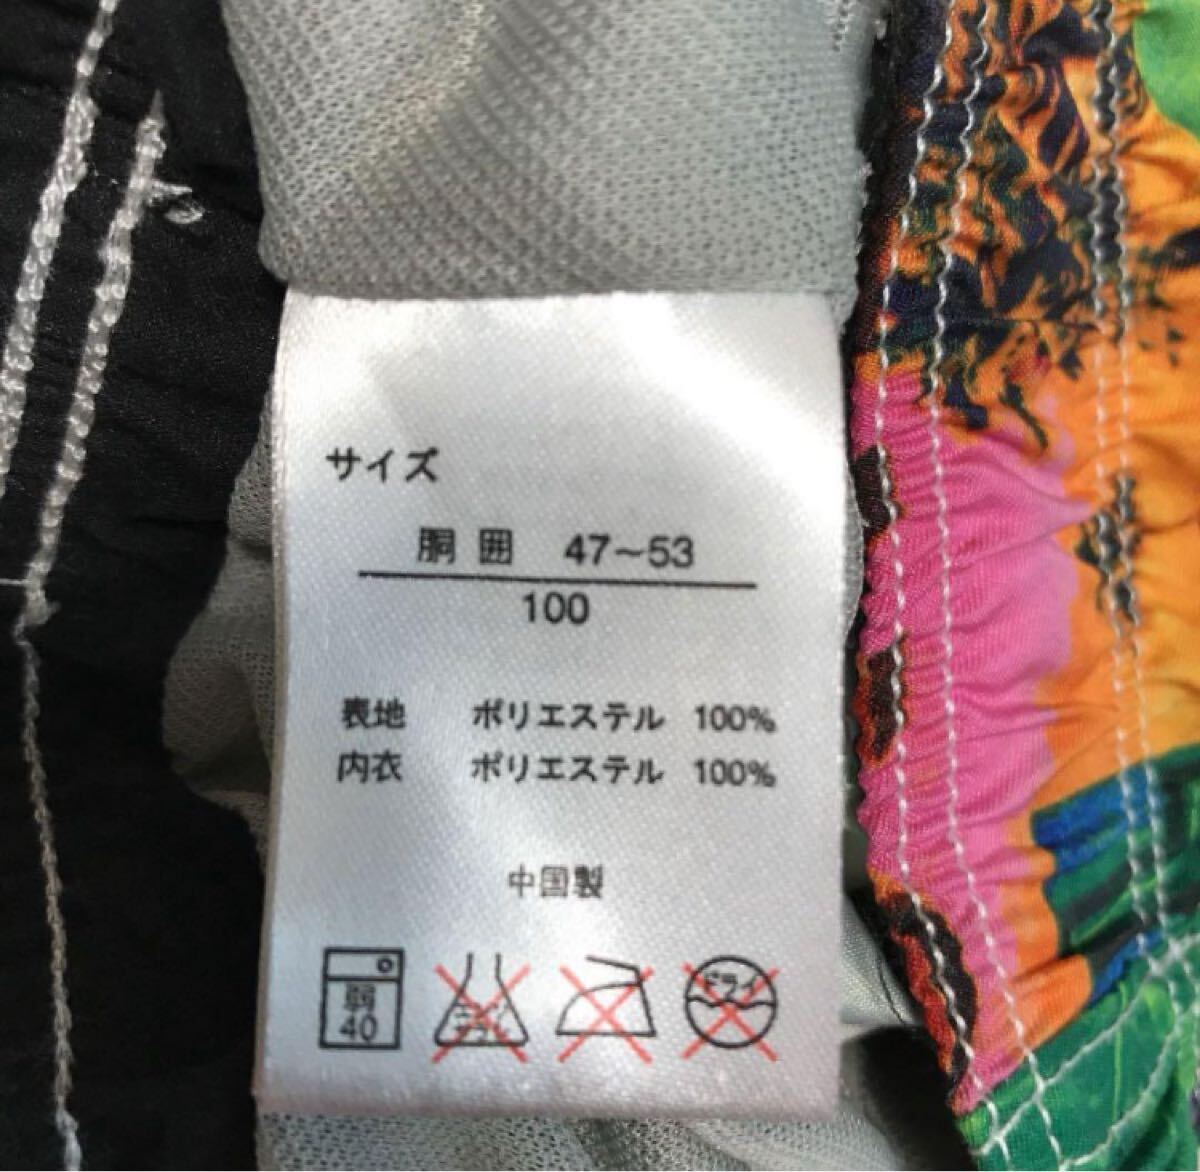 サイズ
胴囲 47~53
100
表地 ポリエステル 100%
内衣 ポリエステル 100%
中国製
弱
40
ドライ